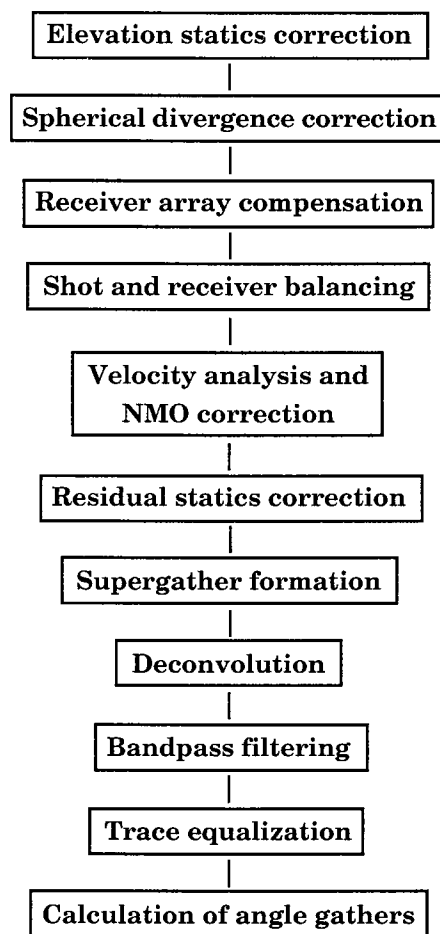 Elevation statics correction
Spherical divergence correction
Receiver array compensation
Shot and receiver balancing
Velocity analysis and
NMO correction
Residual statics correction
Supergather formation
Deconvolution
Bandpass filtering
Trace equalization
Calculation of angle gathers